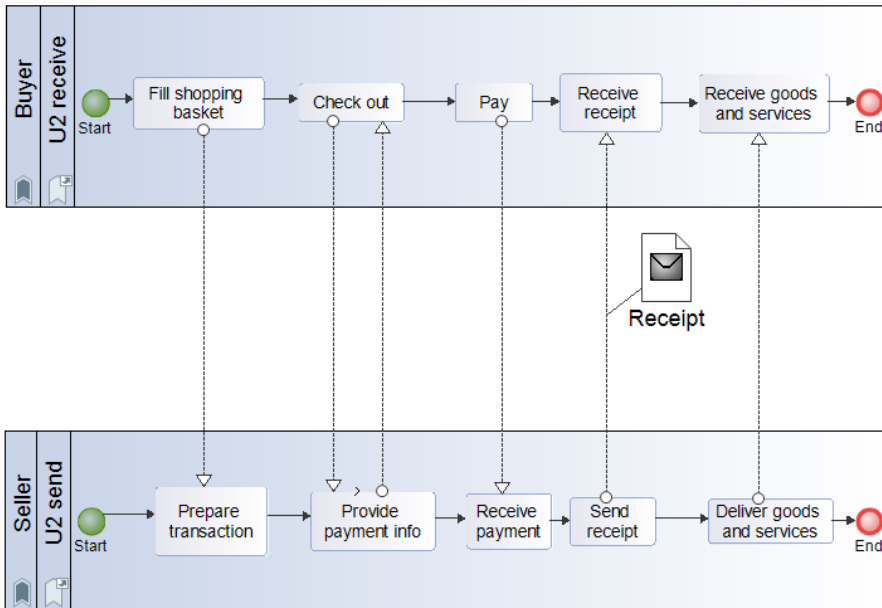 Buyer
U2 receive
Start
Fill shopping
basket
Check out
Pay
Receive
receipt
Receive goods
and services
End
Receipt
Seller
U2 send
Start
Prepare
transaction
Provide
payment info
Receive
payment
Send
receipt
Deliver goods
and services
End